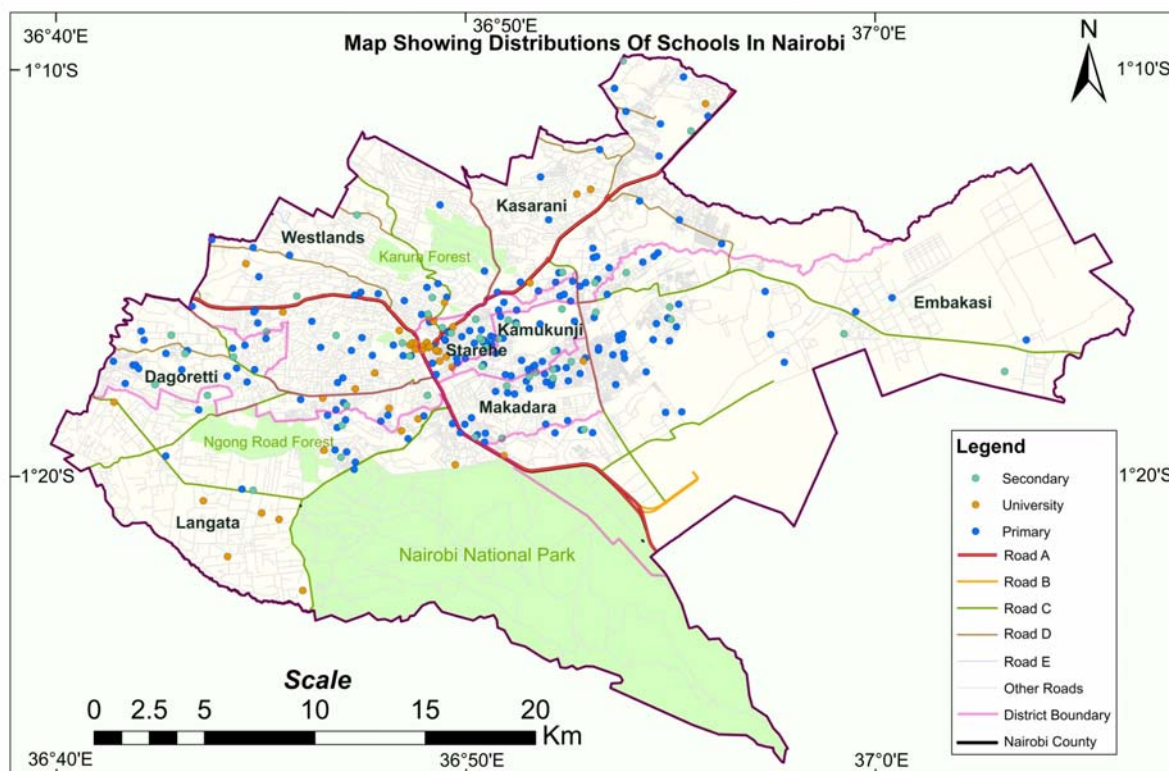 36°40'E
36°50'E
37°0'E
Map Showing Distributions Of Schools In Nairobi
N
1°10'S
1°10'S
Kasarani
Westlands
Karura Forest
Embakasi
Kamukunji
Starehe
Dagoretti
Makadara
Ngong Road Forest
1°20'S
1°20'S
Langata
Nairobi National Park
Legend
Secondary
University
Primary
Road A
Road B
Road C
Road D
Road E
Other Roads
District Boundary
Nairobi County
Scale
0 2.5 5 10 15 20
Km
36°40'E
36°50'E
37°0'E